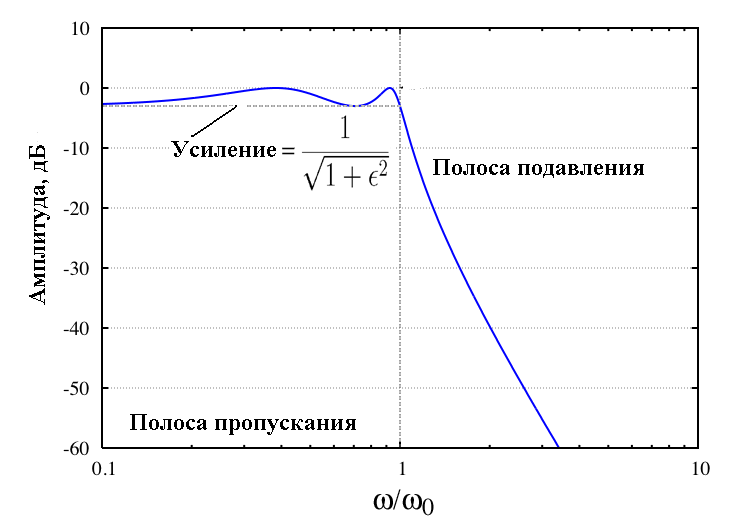 10
0
-10
-20
-30
-40
-50
-60
Амплитуда, дБ
Усиление = 1/√(1 + ϵ²)
Полоса подавления
Полоса пропускания
0.1 1 10
ω/ω₀